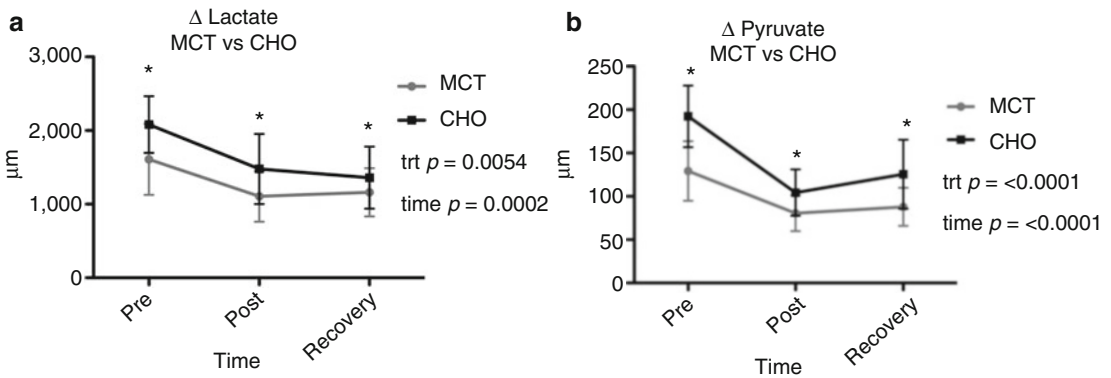 a
Δ Lactate
MCT vs CHO
3,000
2,000
1,000
0
μm
*
*
*
MCT
CHO
trt p = 0.0054
time p = 0.0002
Pre
Post
Recovery
Time
b
Δ Pyruvate
MCT vs CHO
250
200
150
100
50
0
μm
*
*
*
MCT
CHO
trt p = <0.0001
time p = <0.0001
Pre
Post
Recovery
Time